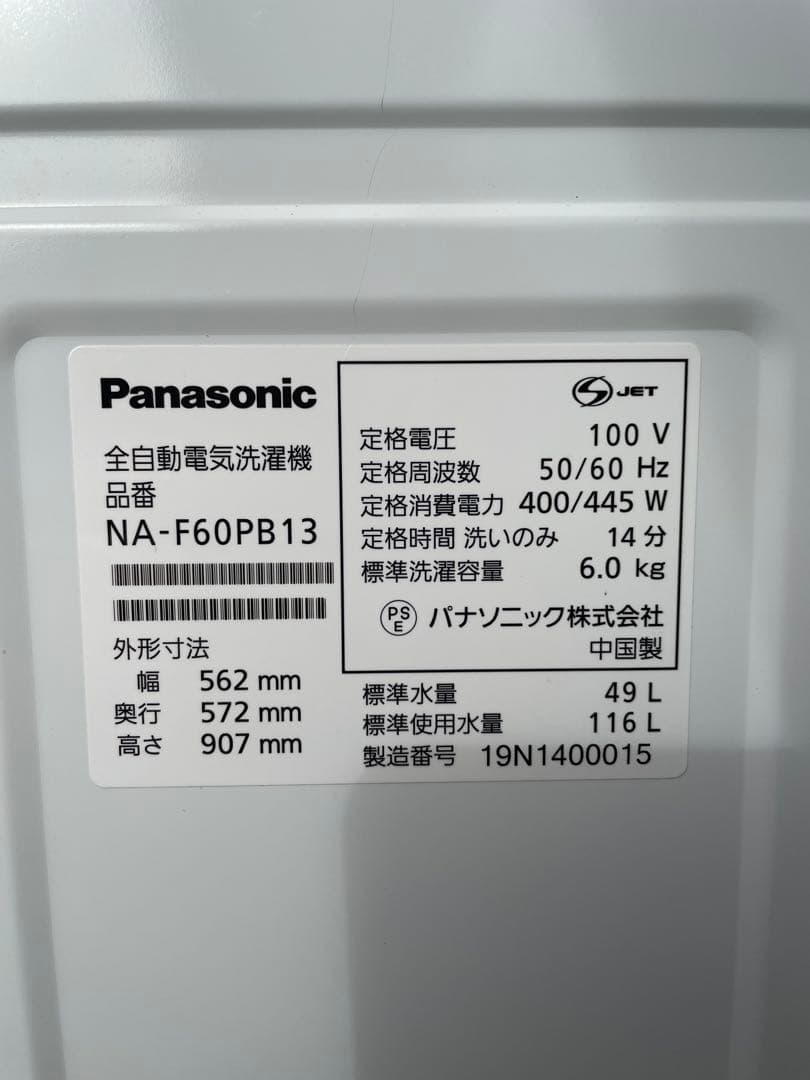 Panasonic
全自動電気洗濯機
品番
NA-F60PB13
外形寸法
幅 562 mm
奥行 572 mm
高さ 907 mm
S JET
定格電圧 100 V
定格周波数 50/60 Hz
定格消費電力 400/445 W
定格時間 洗いのみ 14 分
標準洗濯容量 6.0 kg
PSE パナソニック株式会社
中国製
標準水量 49 L
標準使用水量 116 L
製造番号 19N1400015